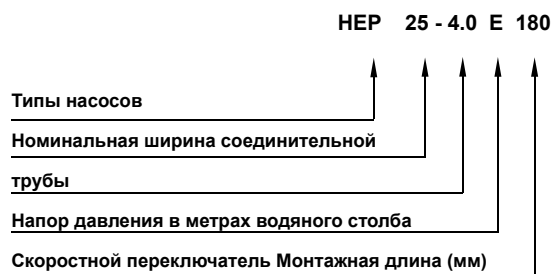 HEP 25 - 4.0 E 180
Типы насосов
Номинальная ширина соединительной
трубы
Напор давления в метрах водяного столба
Скоростной переключатель Монтажная длина (мм)